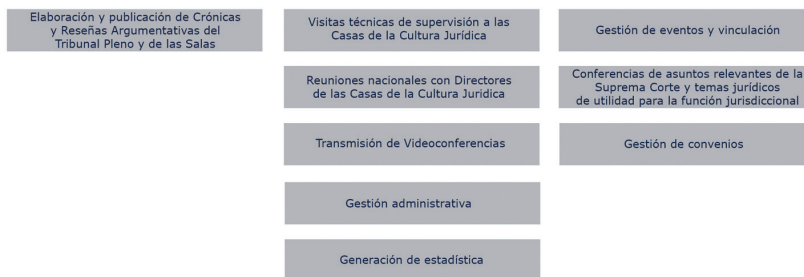 Elaboración y publicación de Crónicas
y Reseñas Argumentativas del
Tribunal Pleno y de las Salas
Visitas técnicas de supervisión a las
Casas de la Cultura Jurídica
Reuniones nacionales con Directores
de las Casas de la Cultura Juridica
Transmisión de Videoconferencias
Gestión administrativa
Generación de estadística
Gestión de eventos y vinculación
Conferencias de asuntos relevantes de la
Suprema Corte y temas jurídicos
de utilidad para la función jurisdiccional
Gestión de convenios